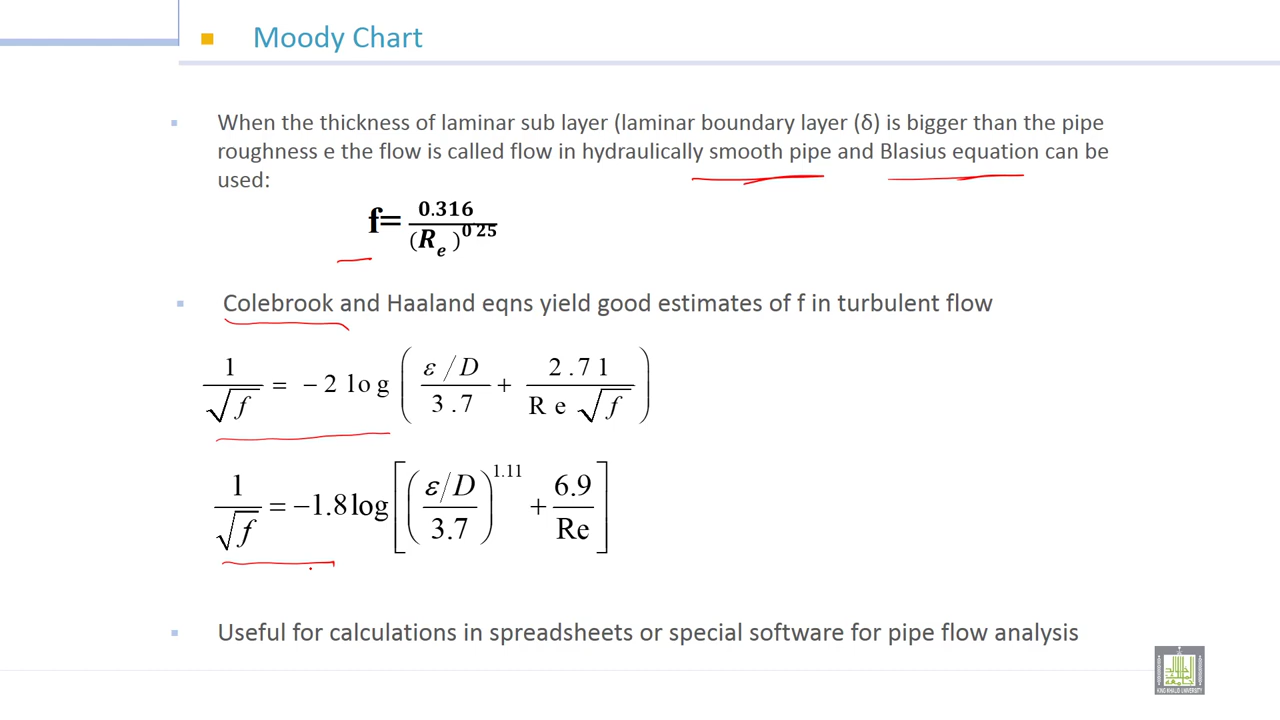 Moody Chart
When the thickness of laminar sub layer (laminar boundary layer (δ) is bigger than the pipe
roughness e the flow is called flow in hydraulically smooth pipe and Blasius equation can be
used:
f= 0.316 / (R_e)^0.25
Colebrook and Haaland eqns yield good estimates of f in turbulent flow
1/√f = −2 log ( (ε/D)/3.7 + 2.71/(Re √f) )
1/√f = −1.8 log [ ((ε/D)/3.7)^1.11 + 6.9/Re ]
Useful for calculations in spreadsheets or special software for pipe flow analysis
KING KHALID UNIVERSITY